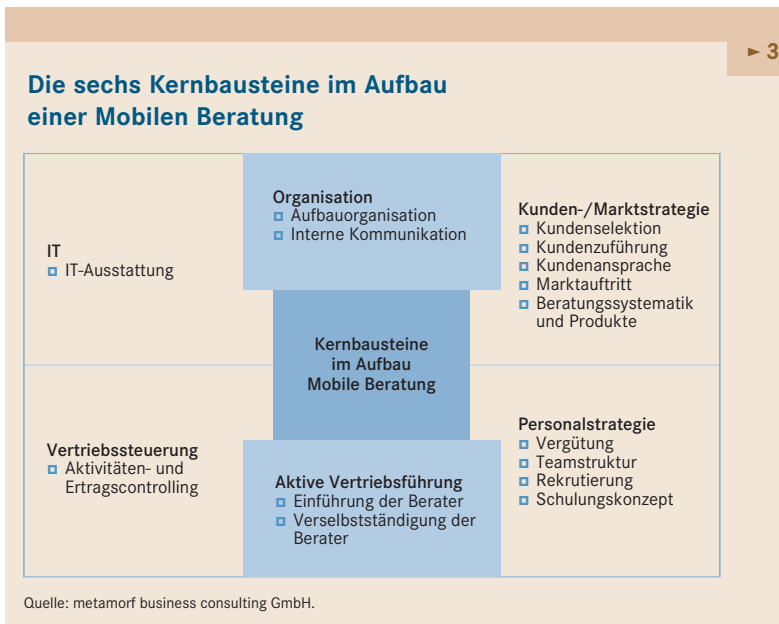 ► 3
Die sechs Kernbausteine im Aufbau
einer Mobilen Beratung
IT
IT-Ausstattung
Organisation
Aufbauorganisation
Interne Kommunikation
Kunden-/Marktstrategie
Kundenselektion
Kundenzuführung
Kundenansprache
Marktauftritt
Beratungssystematik
und Produkte
Kernbausteine
im Aufbau
Mobile Beratung
Vertriebssteuerung
Aktivitäten- und
Ertragscontrolling
Aktive Vertriebsführung
Einführung der Berater
Verselbstständigung der
Berater
Personalstrategie
Vergütung
Teamstruktur
Rekrutierung
Schulungskonzept
Quelle: metamorf business consulting GmbH.